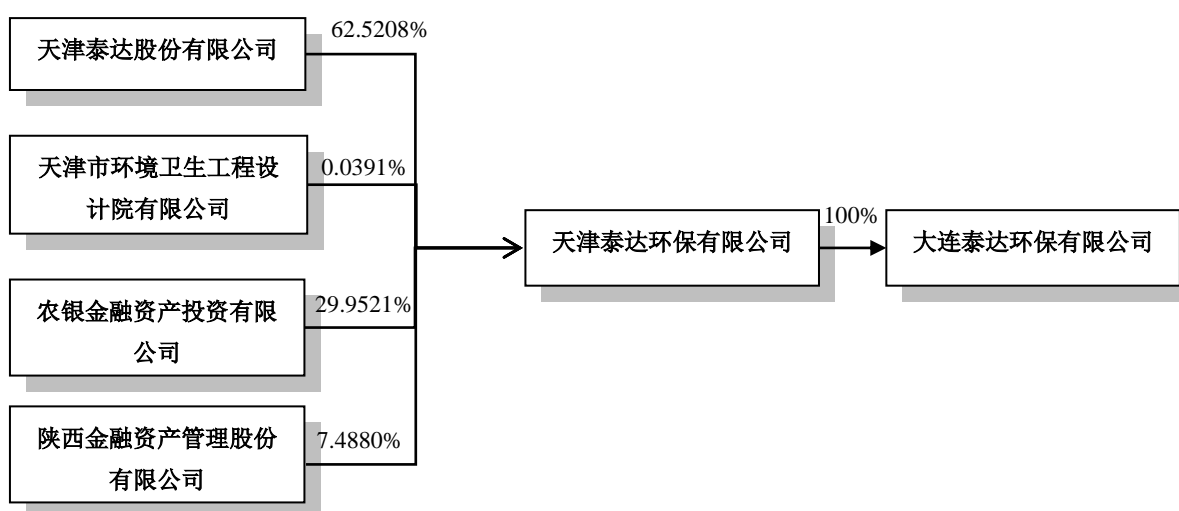 天津泰达股份有限公司
62.5208%
天津市环境卫生工程设
计院有限公司
0.0391%
农银金融资产投资有限
公司
29.9521%
陕西金融资产管理股份
有限公司
7.4880%
天津泰达环保有限公司
100%
大连泰达环保有限公司